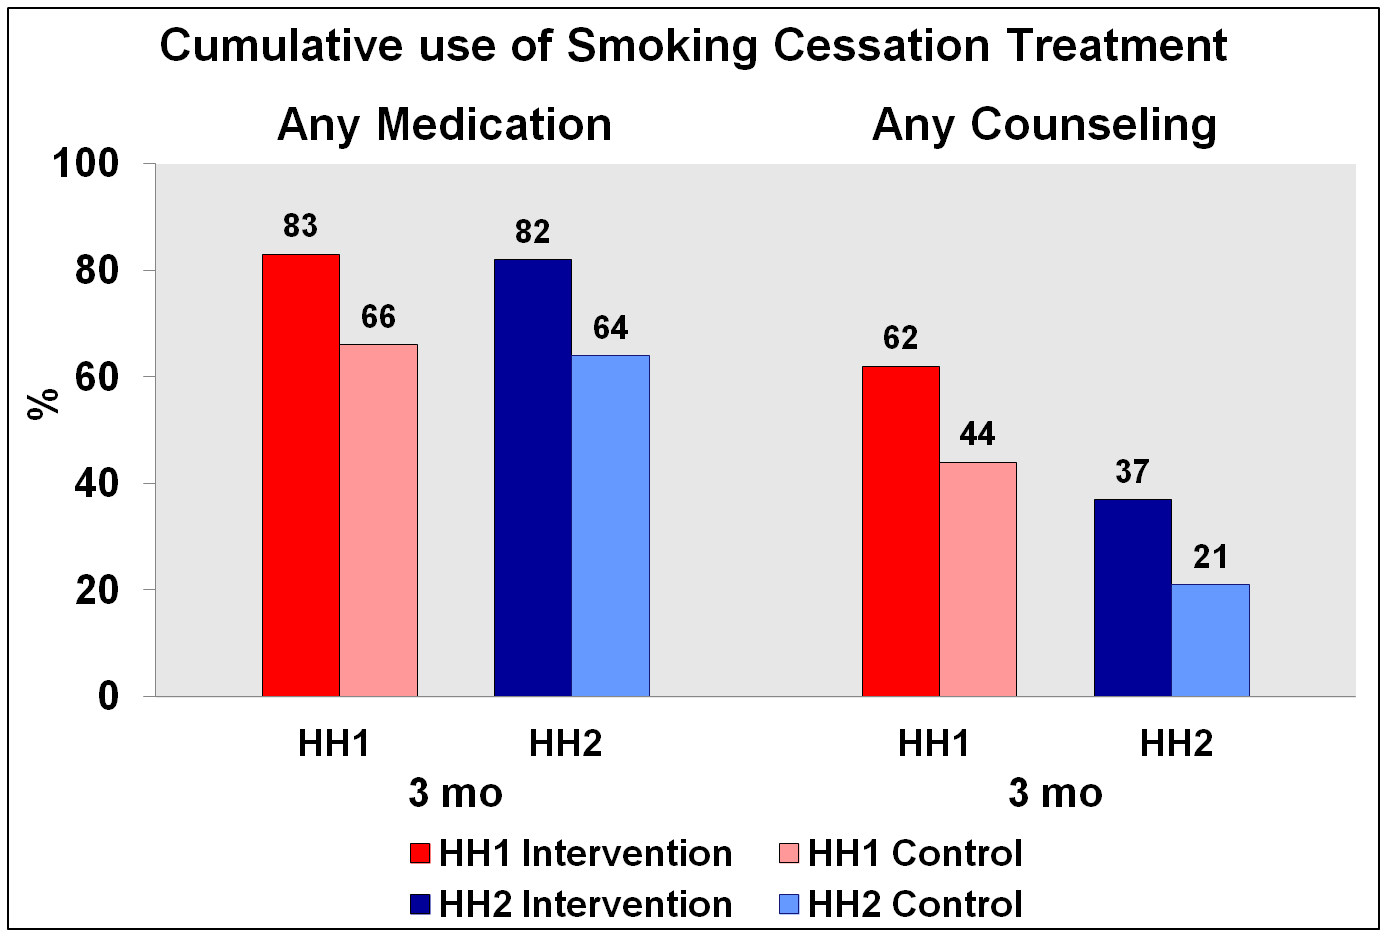 Cumulative use of Smoking Cessation Treatment
Any Medication
Any Counseling
100
80
60
40
20
0
%
83
66
82
64
62
44
37
21
HH1
HH2
HH1
HH2
3 mo
3 mo
HH1 Intervention
HH1 Control
HH2 Intervention
HH2 Control